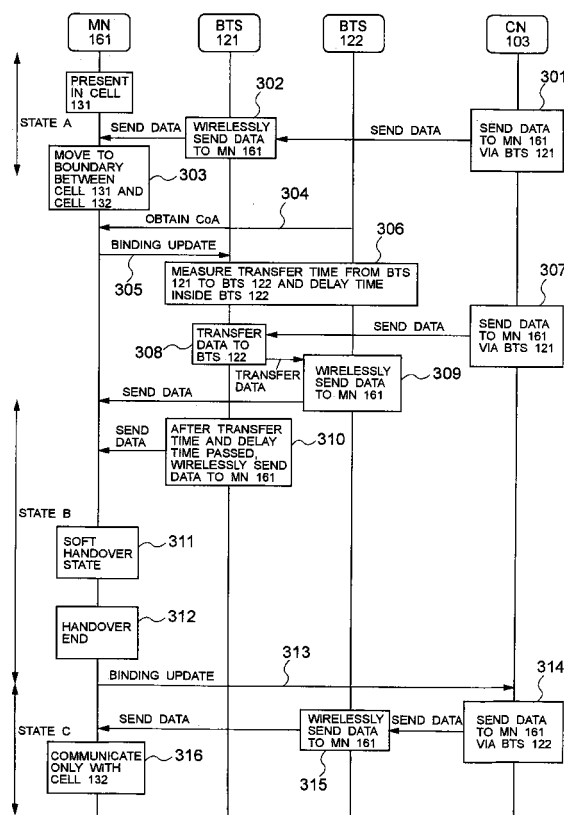 MN
161
BTS
121
BTS
122
CN
103
PRESENT
IN CELL
131
STATE A
302
301
SEND DATA
WIRELESSLY
SEND DATA
TO MN 161
SEND DATA
SEND DATA
TO MN 161
VIA BTS 121
MOVE TO
BOUNDARY
BETWEEN
CELL 131 AND
CELL 132
303
304
OBTAIN CoA
306
BINDING UPDATE
305
MEASURE TRANSFER TIME FROM BTS
121 TO BTS 122 AND DELAY TIME
INSIDE BTS 122
307
308
TRANSFER
DATA TO
BTS 122
SEND DATA
SEND DATA
TO MN 161
VIA BTS 121
TRANSFER
DATA
309
WIRELESSLY
SEND DATA
TO MN 161
SEND DATA
SEND
DATA
AFTER TRANSFER
TIME AND DELAY
TIME PASSED,
WIRELESSLY SEND
DATA TO MN 161
310
STATE B
SOFT
HANDOVER
STATE
311
HANDOVER
END
312
313
BINDING UPDATE
314
STATE C
SEND DATA
WIRELESSLY
SEND DATA
TO MN 161
SEND
DATA
SEND DATA
TO MN 161
VIA BTS 122
COMMUNICATE
ONLY WITH
CELL 132
316
315